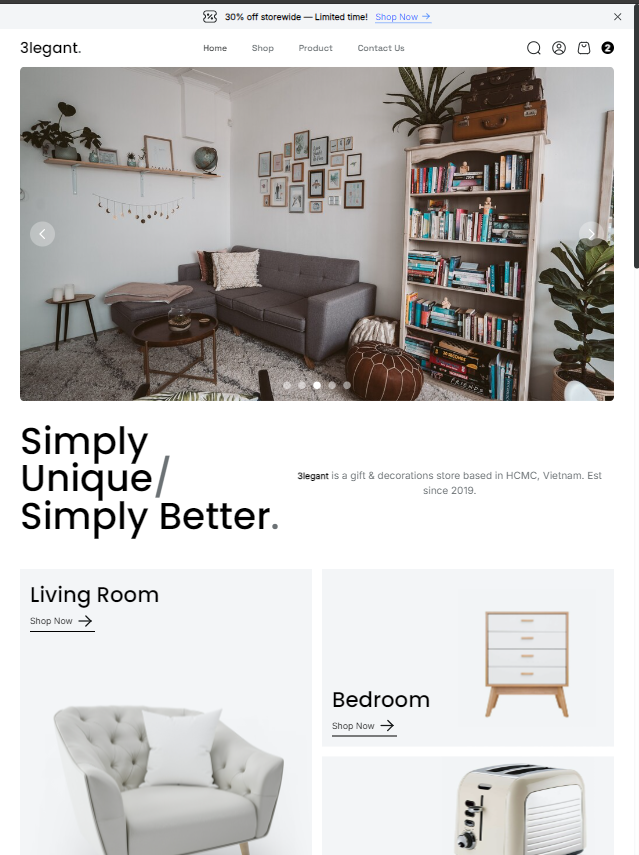 30% off storewide — Limited time! Shop Now
3legant.
Home Shop Product Contact Us
2
Simply
Unique/
Simply Better.
3legant is a gift & decorations store based in HCMC, Vietnam. Est
since 2019.
Living Room
Shop Now
Bedroom
Shop Now